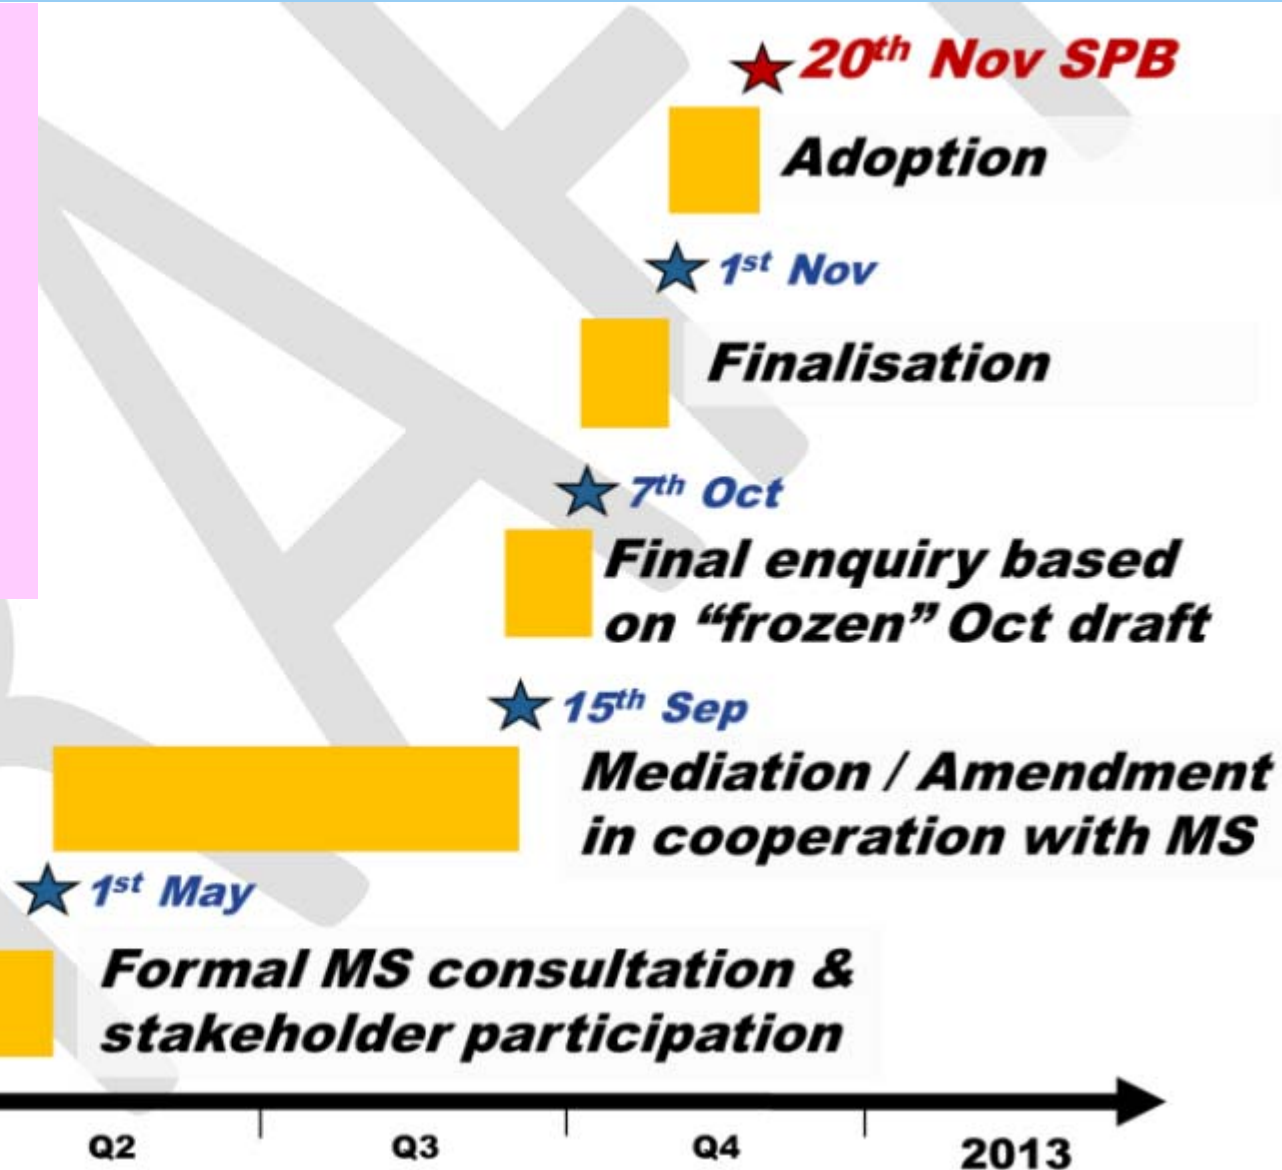 20th Nov SPB
Adoption
1st Nov
Finalisation
7th Oct
Final enquiry based
on “frozen” Oct draft
15th Sep
Mediation / Amendment
in cooperation with MS
1st May
Formal MS consultation &
stakeholder participation
Q2 Q3 Q4 2013